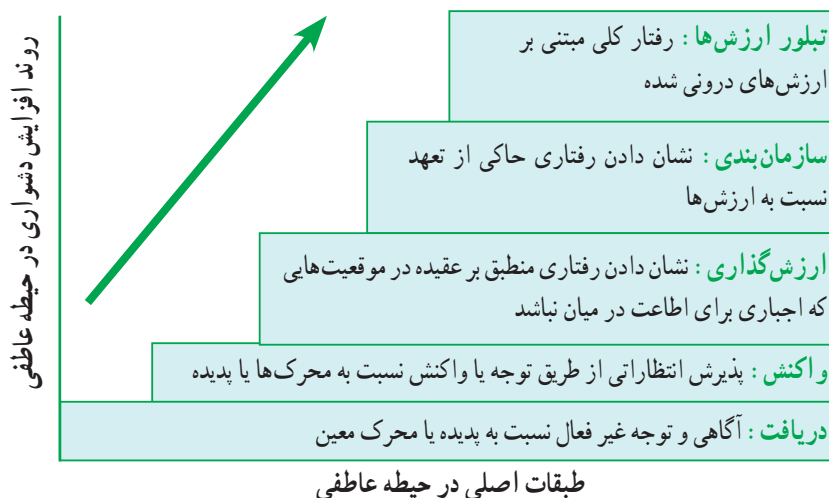 تبلور ارزش‌ها : رفتار کلی مبتنی بر
ارزش‌های درونی شده
سازمان‌بندی : نشان دادن رفتاری حاکی از تعهد
نسبت به ارزش‌ها
ارزش‌گذاری : نشان دادن رفتاری منطبق بر عقیده در موقعیت‌هایی
که اجباری برای اطاعت در میان نباشد
واکنش : پذیرش انتظاراتی از طریق توجه یا واکنش نسبت به محرک‌ها یا پدیده
دریافت : آگاهی و توجه غیر فعال نسبت به پدیده یا محرک معین
روند افزایش دشواری در حیطه عاطفی
طبقات اصلی در حیطه عاطفی